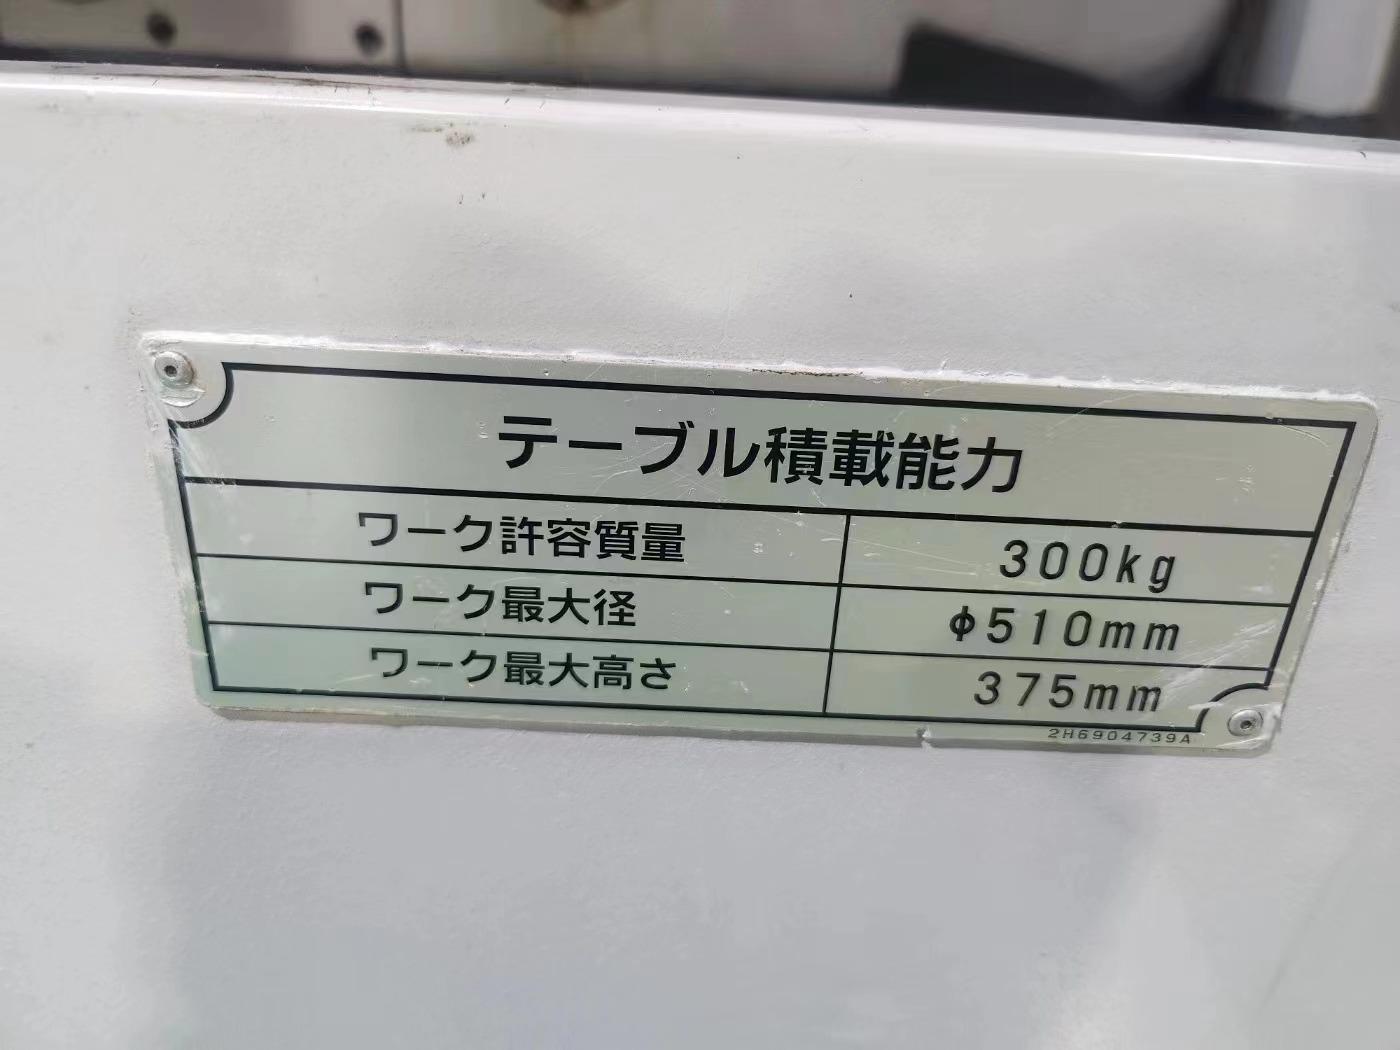 テーブル積載能力
ワーク許容質量 300kg
ワーク最大径 φ510mm
ワーク最大高さ 375mm
2H6904739A